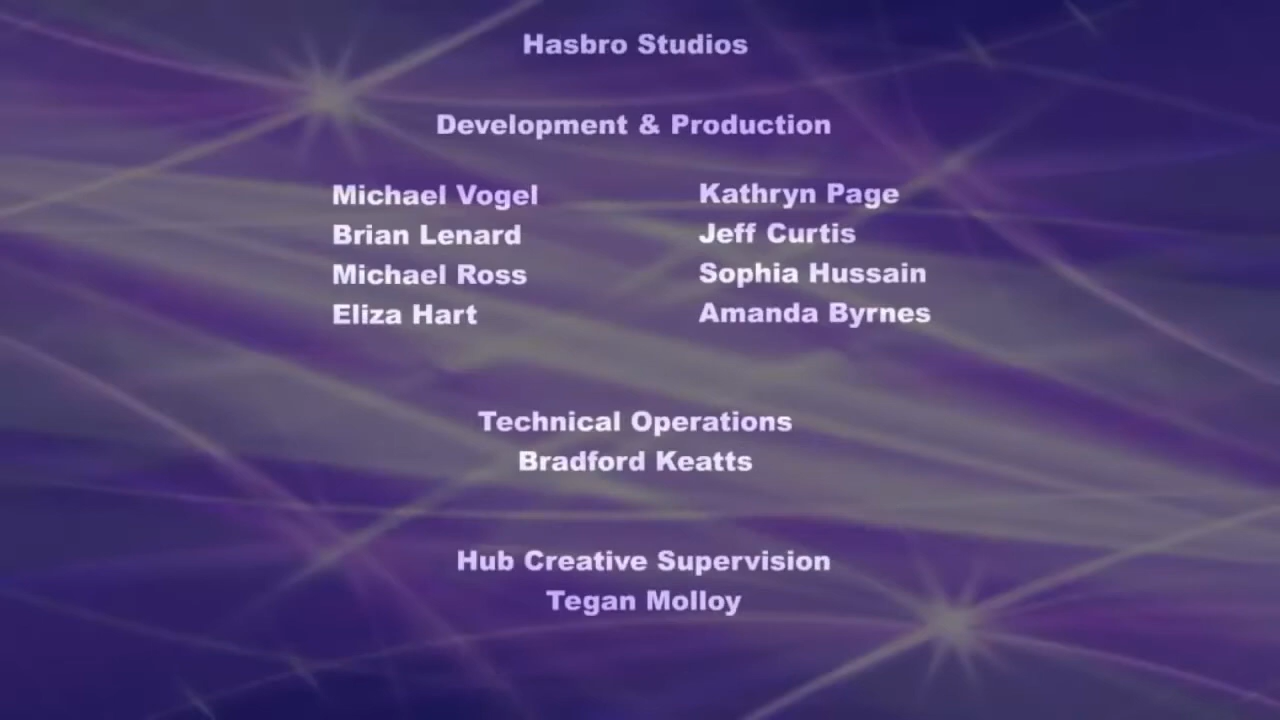 Hasbro Studios
Development & Production
Michael Vogel
Brian Lenard
Michael Ross
Eliza Hart
Kathryn Page
Jeff Curtis
Sophia Hussain
Amanda Byrnes
Technical Operations
Bradford Keatts
Hub Creative Supervision
Tegan Molloy